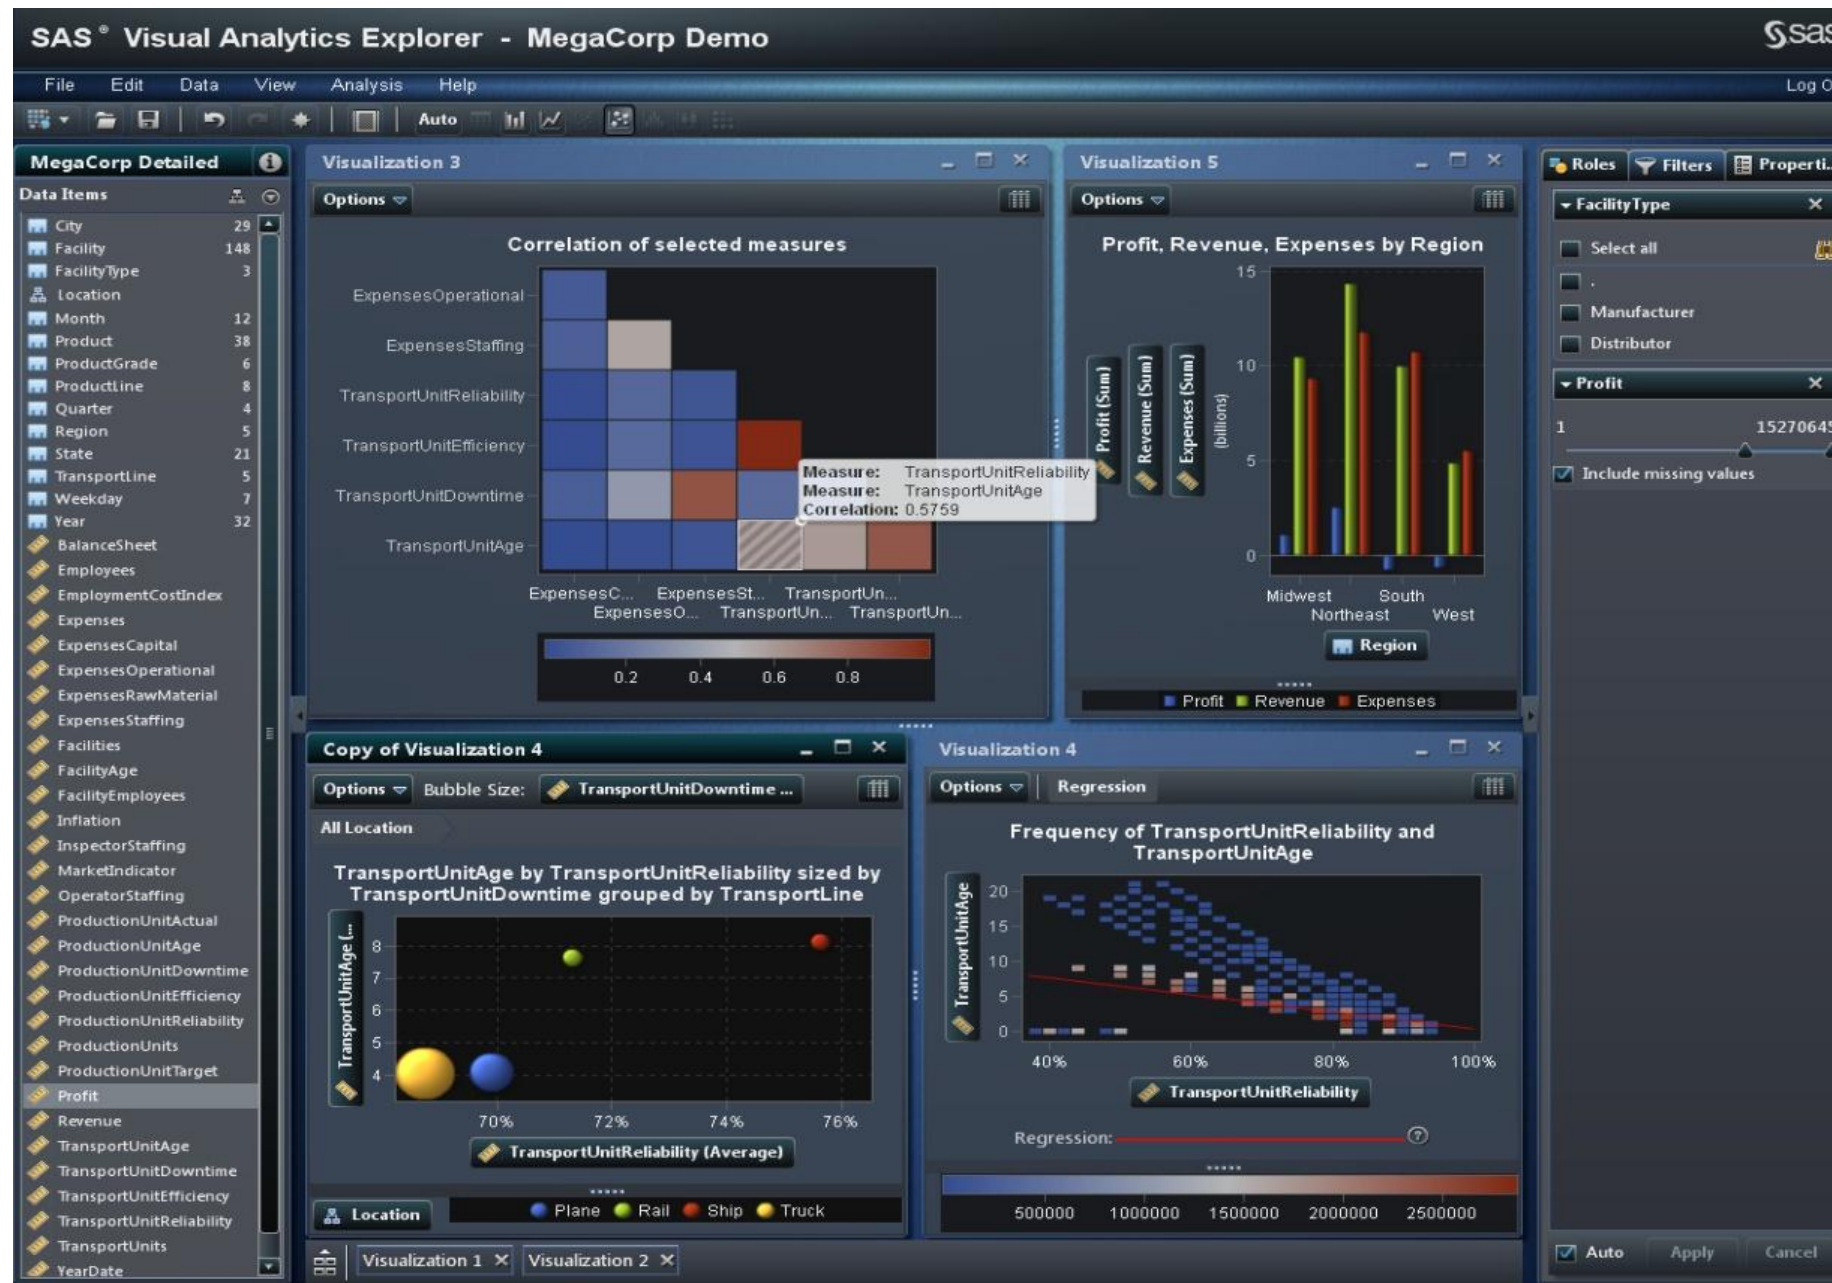 SAS® Visual Analytics Explorer - MegaCorp Demo
sas
File Edit Data View Analysis Help
Log O
Auto
MegaCorp Detailed
Data Items
City 29
Facility 148
FacilityType 3
Location
Month 12
Product 38
ProductGrade 6
ProductLine 8
Quarter 4
Region 5
State 21
TransportLine 5
Weekday 7
Year 32
BalanceSheet
Employees
EmploymentCostIndex
Expenses
ExpensesCapital
ExpensesOperational
ExpensesRawMaterial
ExpensesStaffing
Facilities
FacilityAge
FacilityEmployees
Inflation
InspectorStaffing
MarketIndicator
OperatorStaffing
ProductionUnitActual
ProductionUnitAge
ProductionUnitDowntime
ProductionUnitEfficiency
ProductionUnitReliability
ProductionUnits
ProductionUnitTarget
Profit
Revenue
TransportUnitAge
TransportUnitDowntime
TransportUnitEfficiency
TransportUnitReliability
TransportUnits
YearDate
Visualization 3
Options
Correlation of selected measures
ExpensesOperational
ExpensesStaffing
TransportUnitReliability
TransportUnitEfficiency
TransportUnitDowntime
TransportUnitAge
Measure: TransportUnitReliability
Measure: TransportUnitAge
Correlation: 0.5759
ExpensesC... ExpensesSt... TransportUn...
ExpensesO... TransportUn... TransportUn...
0.2 0.4 0.6 0.8
Visualization 5
Options
Profit, Revenue, Expenses by Region
Profit (Sum)
Revenue (Sum)
Expenses (Sum)
(billions)
15
10
5
0
Midwest South
Northeast West
Region
Profit Revenue Expenses
Copy of Visualization 4
Options Bubble Size: TransportUnitDowntime ...
All Location
TransportUnitAge by TransportUnitReliability sized by
TransportUnitDowntime grouped by TransportLine
TransportUnitAge (...
8
7
6
5
4
70% 72% 74% 76%
TransportUnitReliability (Average)
Location
Plane Rail Ship Truck
Visualization 4
Options Regression
Frequency of TransportUnitReliability and
TransportUnitAge
TransportUnitAge
20
15
10
5
0
40% 60% 80% 100%
TransportUnitReliability
Regression:
500000 1000000 1500000 2000000 2500000
Visualization 1 Visualization 2
Roles Filters Properti...
FacilityType
Select all
.
Manufacturer
Distributor
Profit
1 15270645
Include missing values
Auto Apply Cancel